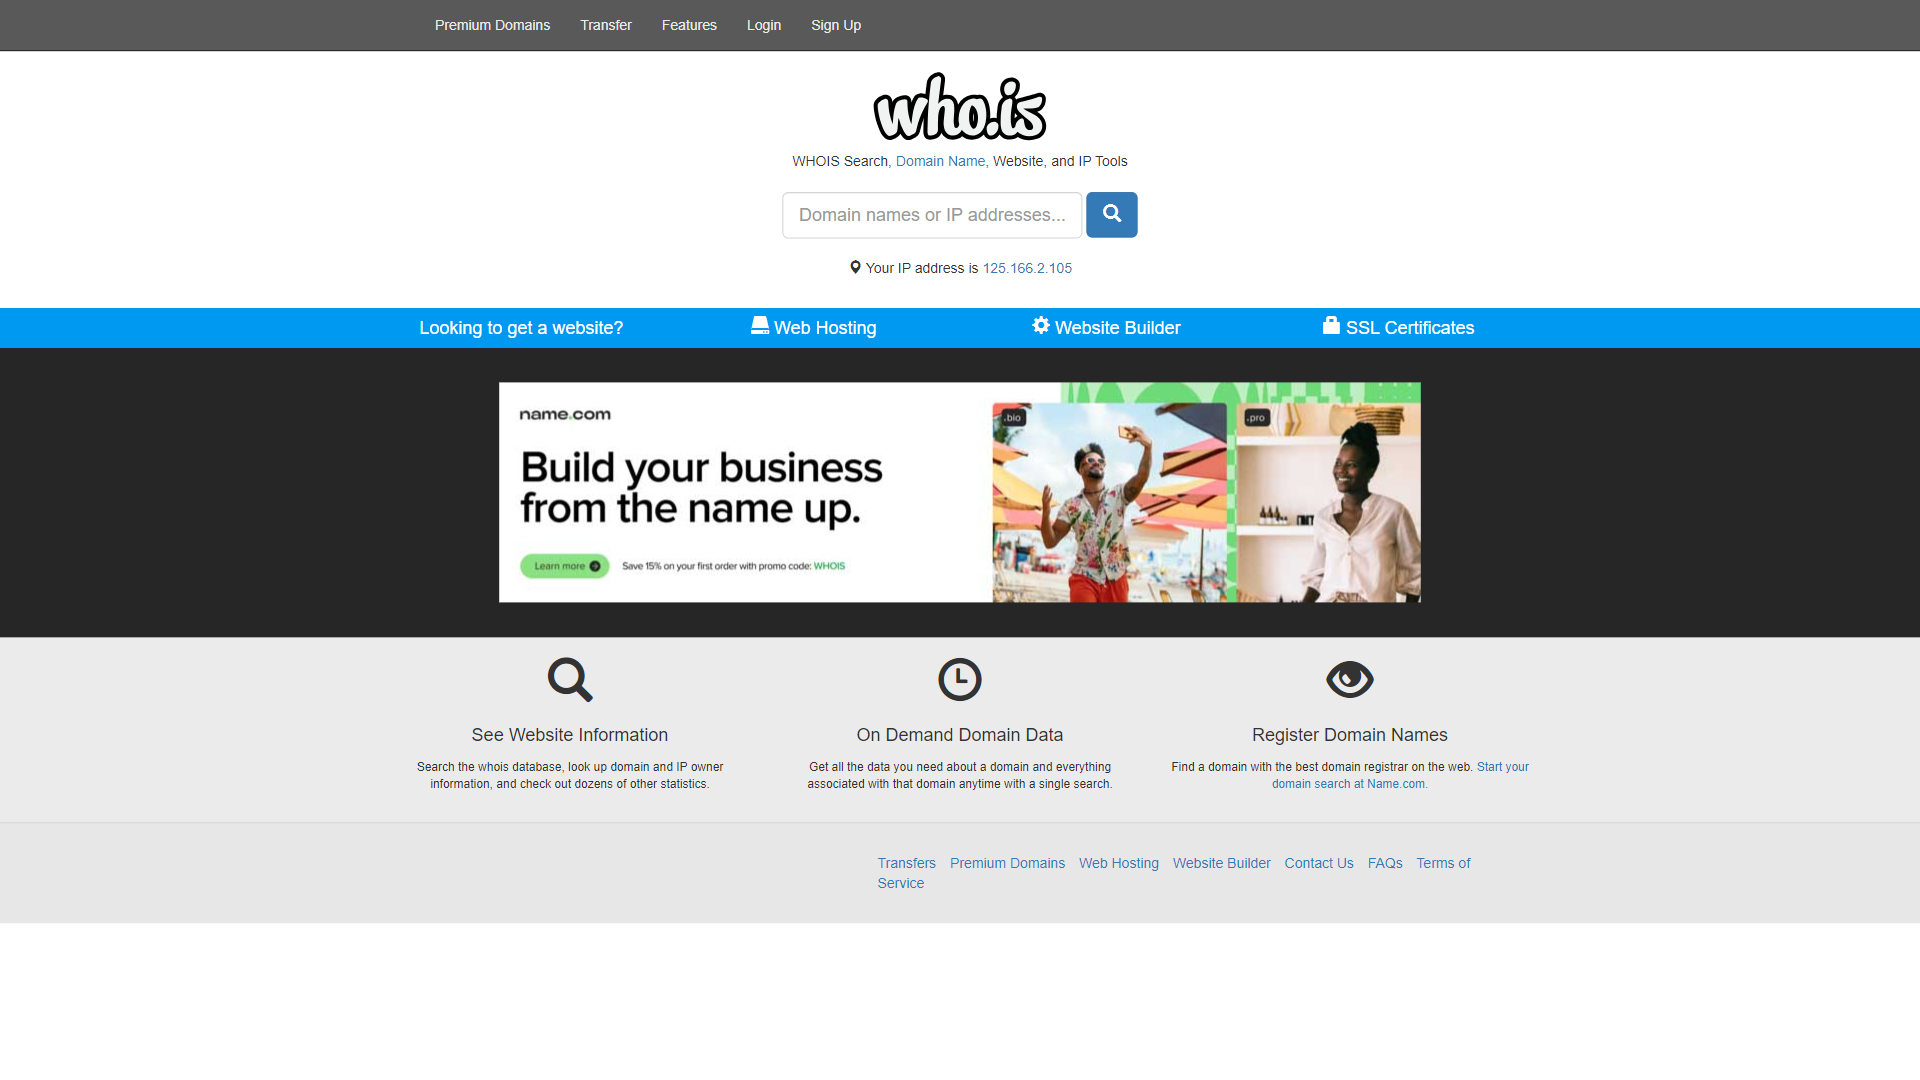 Premium Domains Transfer Features Login Sign Up
who.is
WHOIS Search, Domain Name, Website, and IP Tools
Domain names or IP addresses...
Your IP address is 125.166.2.105
Looking to get a website? Web Hosting Website Builder SSL Certificates
name.com
.bio
.pro
Build your business
from the name up.
Learn more
Save 15% on your first order with promo code: WHOIS
See Website Information
Search the whois database, look up domain and IP owner
information, and check out dozens of other statistics.
On Demand Domain Data
Get all the data you need about a domain and everything
associated with that domain anytime with a single search.
Register Domain Names
Find a domain with the best domain registrar on the web. Start your
domain search at Name.com.
Transfers Premium Domains Web Hosting Website Builder Contact Us FAQs Terms of
Service